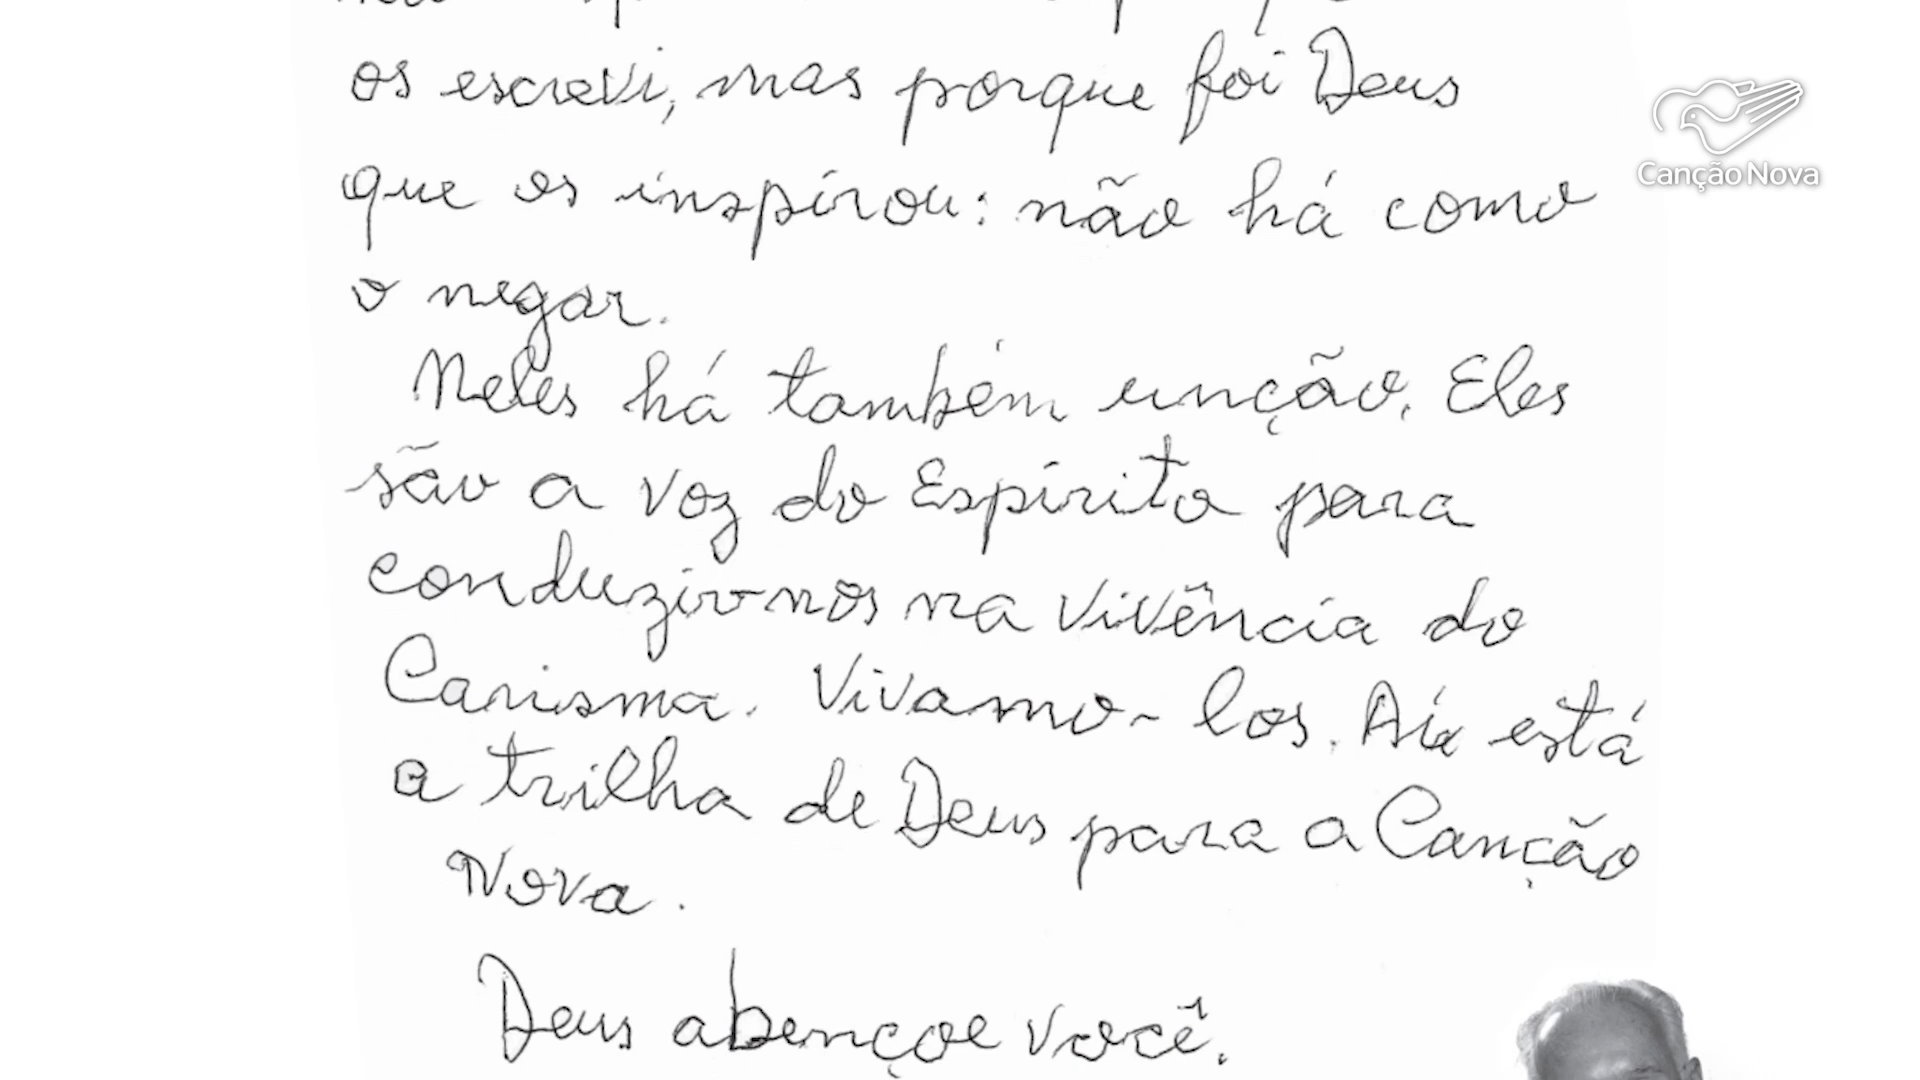 os escrevi, mas porque foi Deus
que os inspirou: não há como
o negar.
Neles há também unção. Eles
são a voz do Espírito para
conduzir-nos na vivência do
Carisma. Vivamo-los. Aí está
a trilha de Deus para a Canção
Nova.
Deus abençoe você.
Canção Nova